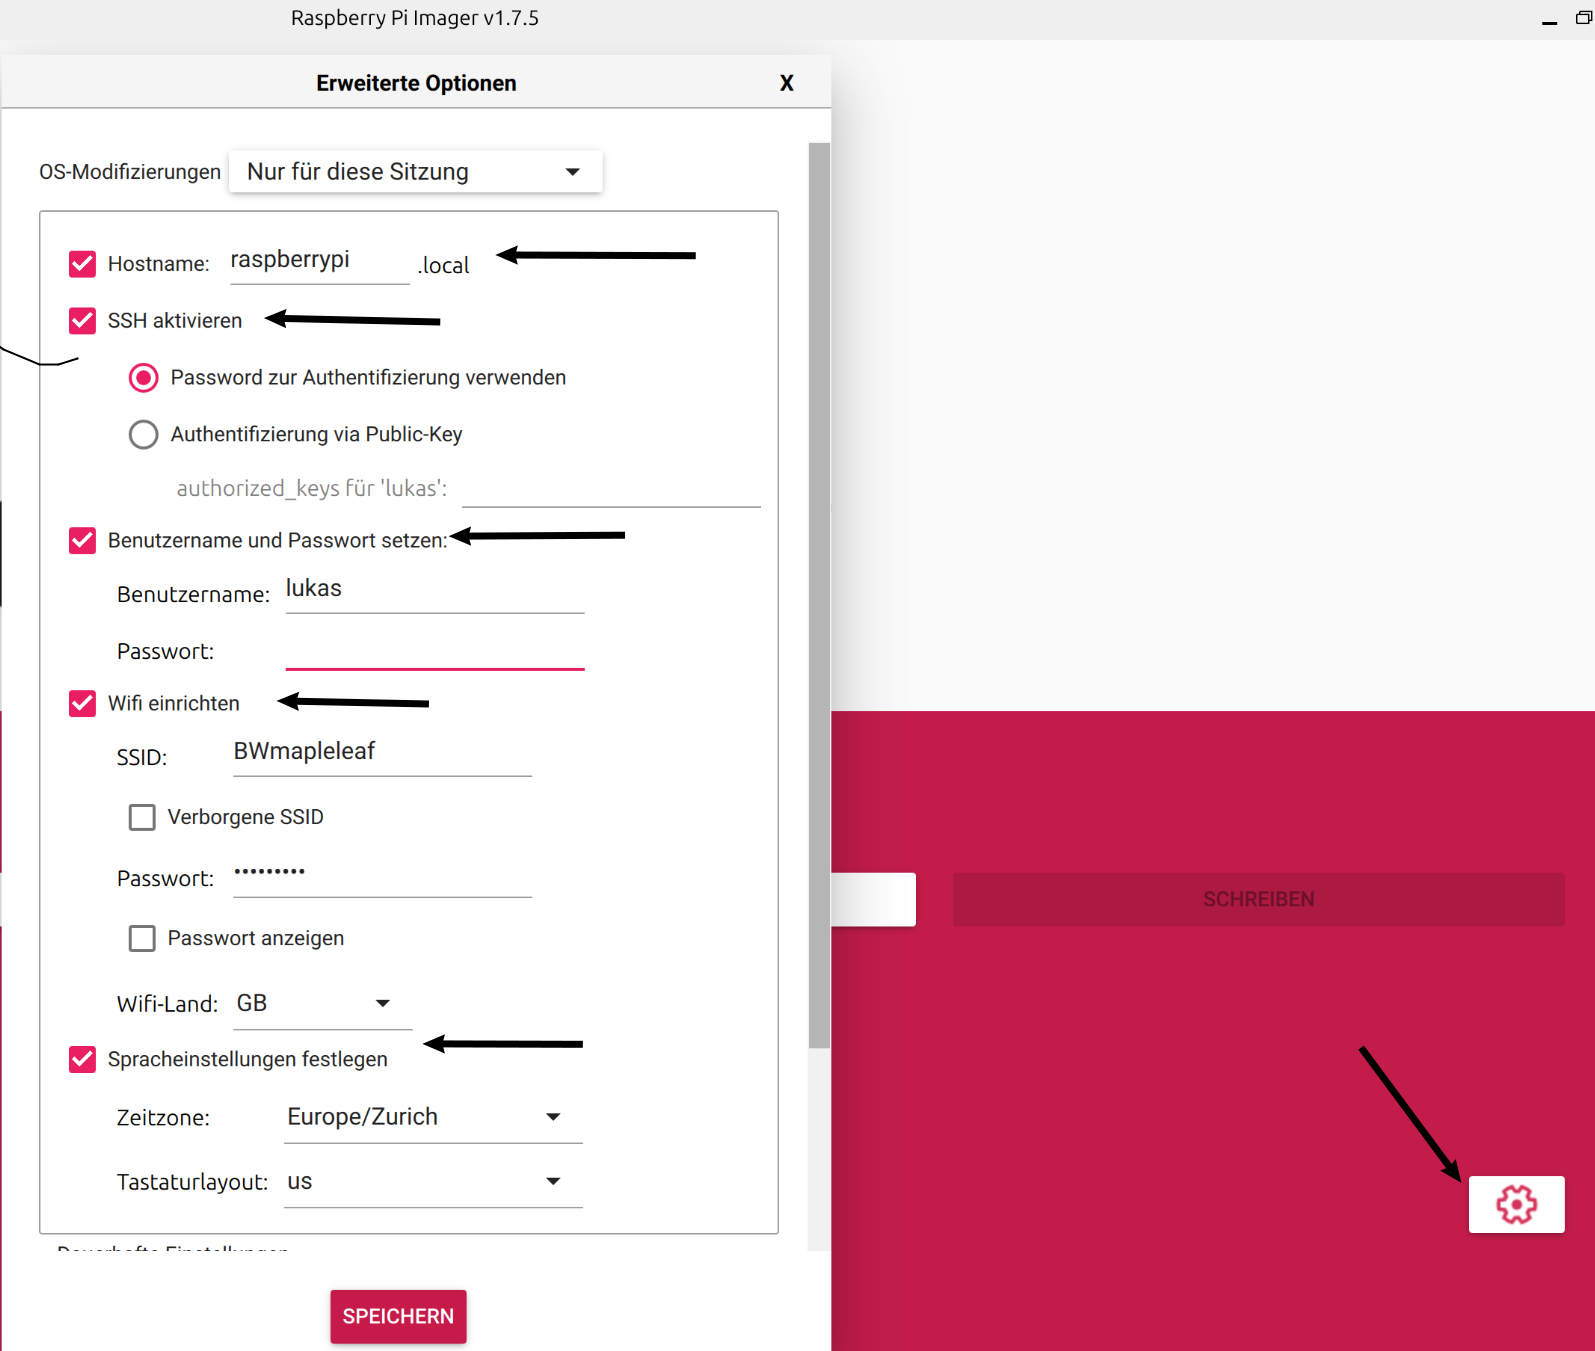 Raspberry Pi Imager v1.7.5
Erweiterte Optionen X
OS-Modifizierungen Nur für diese Sitzung
Hostname: raspberrypi .local
SSH aktivieren
Password zur Authentifizierung verwenden
Authentifizierung via Public-Key
authorized_keys für 'lukas':
Benutzername und Passwort setzen:
Benutzername: lukas
Passwort:
Wifi einrichten
SSID: BWmapleleaf
Verborgene SSID
Passwort: •••••••••
SCHREIBEN
Passwort anzeigen
Wifi-Land: GB
Spracheinstellungen festlegen
Zeitzone: Europe/Zurich
Tastaturlayout: us
Dauerhafte Einstellungen
SPEICHERN